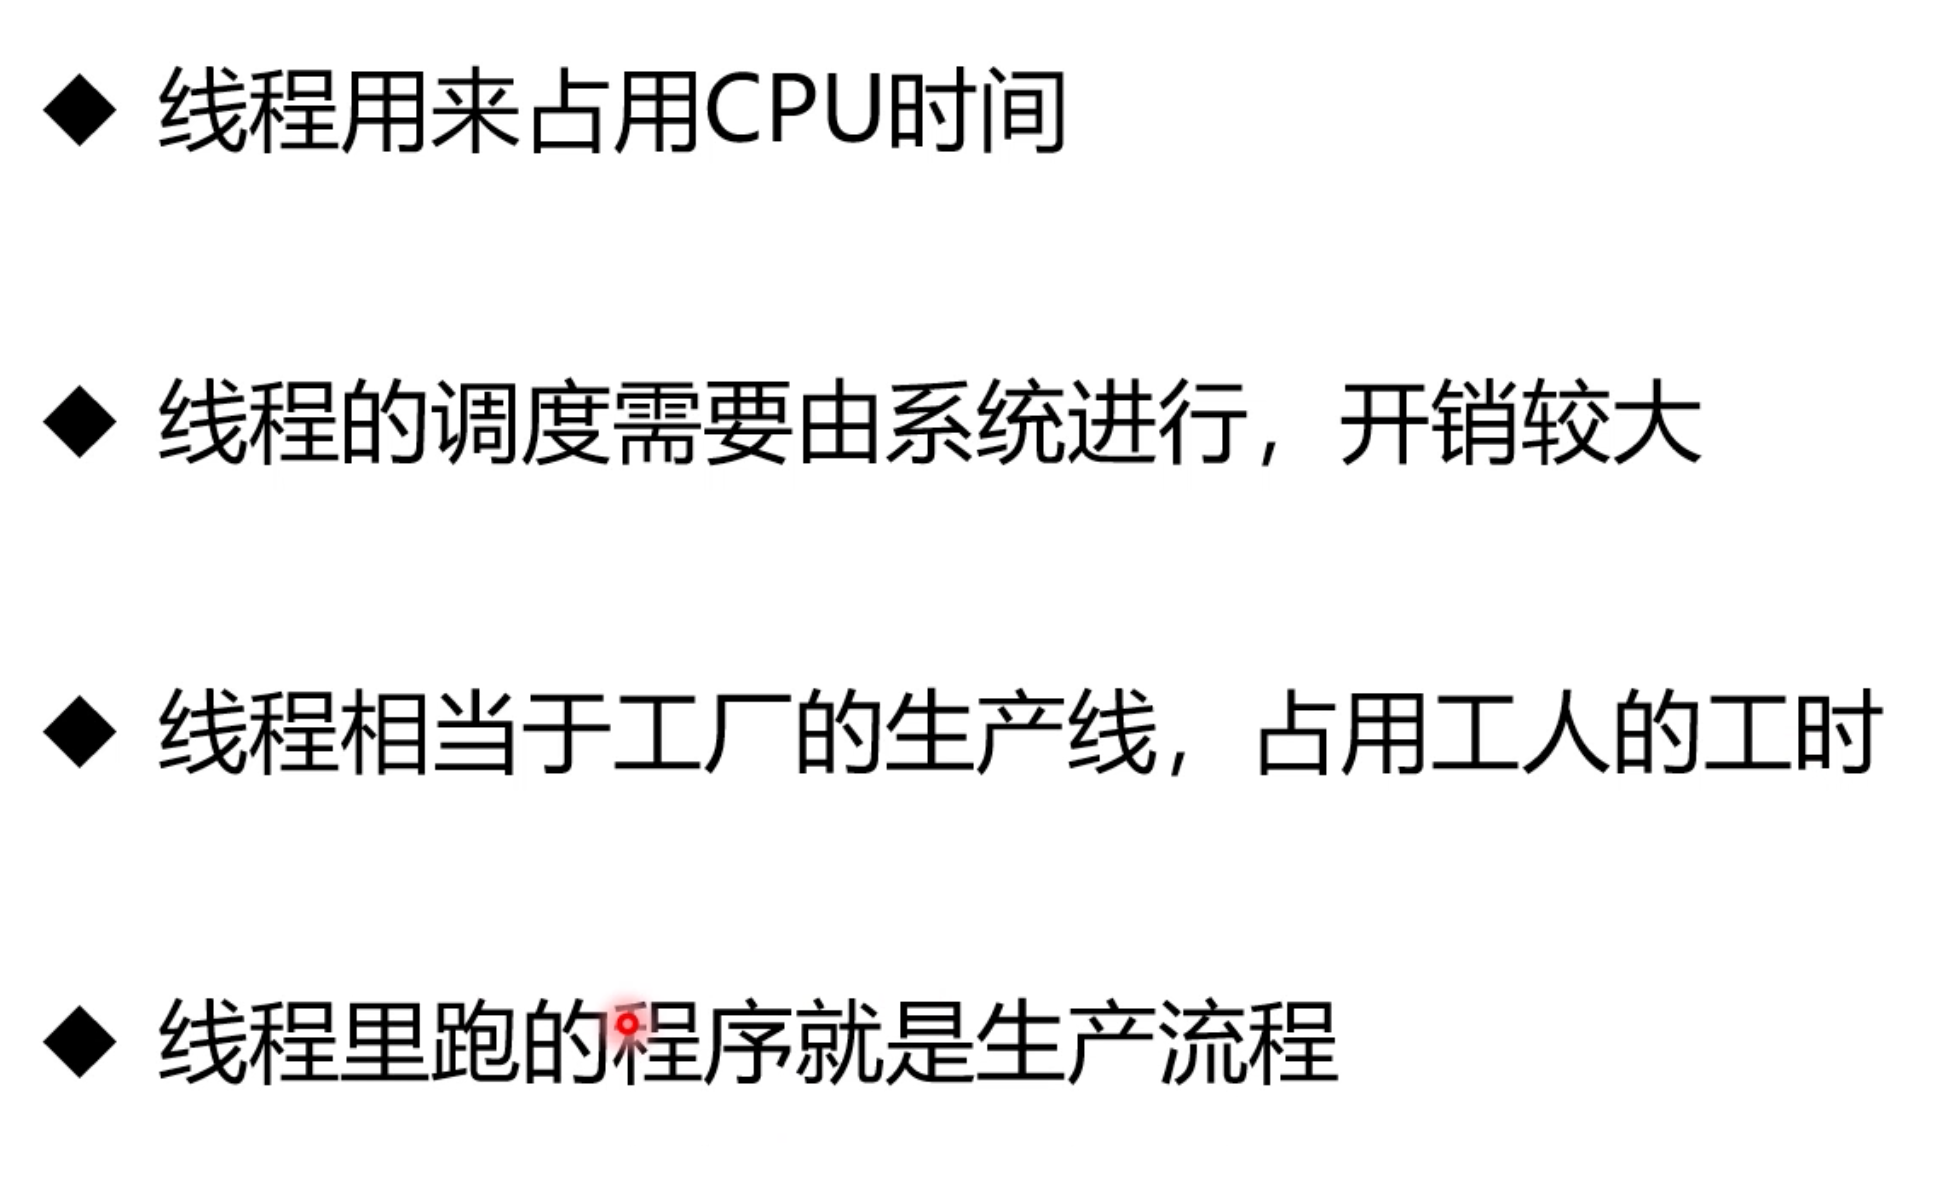 ◆ 线程用来占用CPU时间
◆ 线程的调度需要由系统进行，开销较大
◆ 线程相当于工厂的生产线，占用工人的工时
◆ 线程里跑的程序就是生产流程